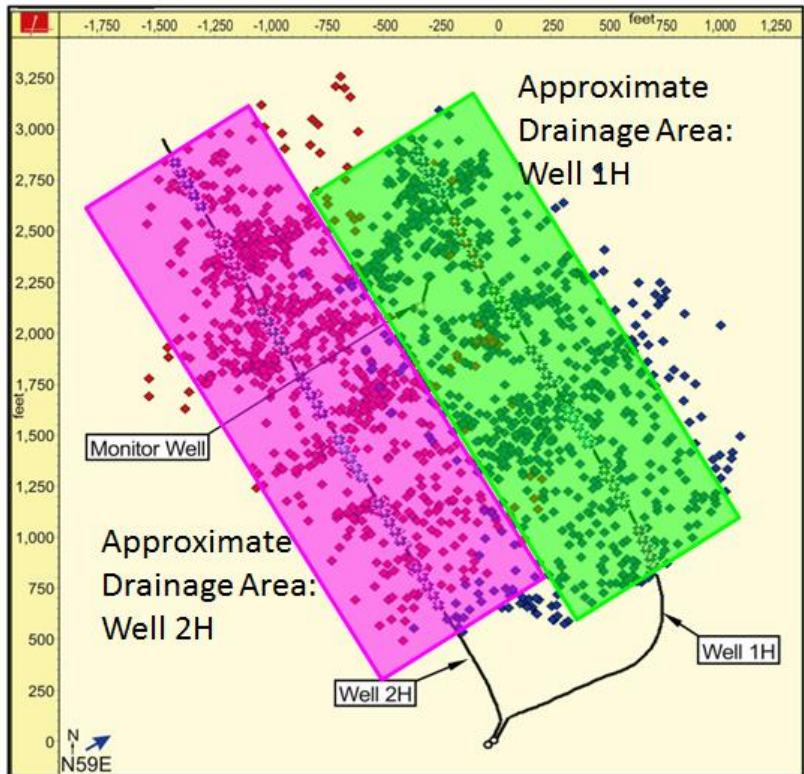 -1,750 -1,500 -1,250 -1,000 -750 -500 -250 0 250 500 feet 750 1,000 1,250
3,250
3,000
2,750
2,500
2,250
2,000
1,750
feet
1,500
1,250
1,000
750
500
250
0
Approximate
Drainage Area:
Well 1H
Monitor Well
Approximate
Drainage Area:
Well 2H
Well 1H
Well 2H
N
N59E